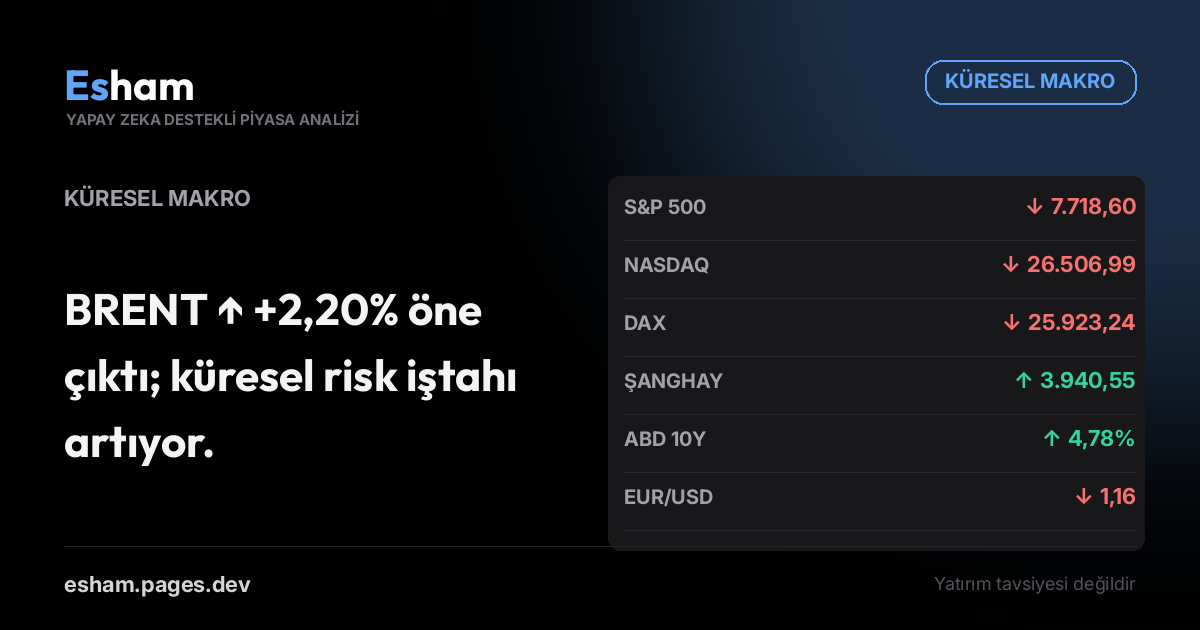 Esham
YAPAY ZEKA DESTEKLİ PİYASA ANALİZİ
KÜRESEL MAKRO
KÜRESEL MAKRO
BRENT ↑ +2,20% öne
çıktı; küresel risk iştahı
artıyor.
S&P 500 ↓ 7.718,60
NASDAQ ↓ 26.506,99
DAX ↓ 25.923,24
ŞANGHAY ↑ 3.940,55
ABD 10Y ↑ 4,78%
EUR/USD ↓ 1,16
esham.pages.dev
Yatırım tavsiyesi değildir